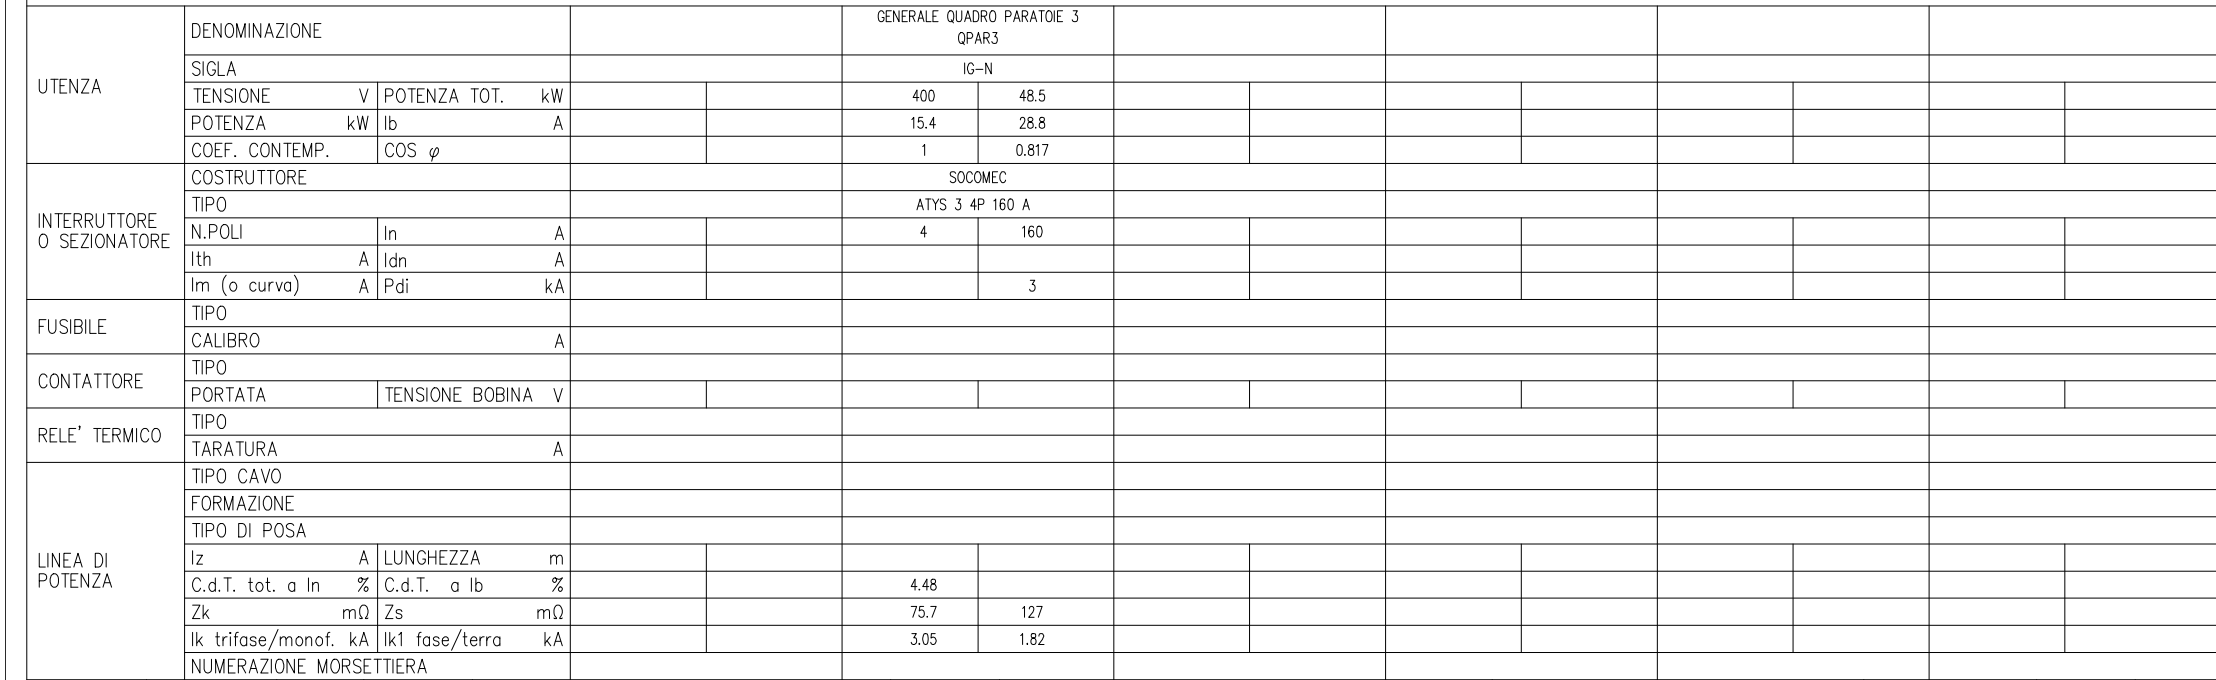 GENERALE QUADRO PARATOIE 3
DENOMINAZIONE
QPAR3
SIGLA IG-N
UTENZA
TENSIONE V POTENZA TOT. kW 400 48.5
POTENZA kW Ib A 15.4 28.8
COEF. CONTEMP. COS φ 1 0.817
COSTRUTTORE SOCOMEC
TIPO ATYS 3 4P 160 A
INTERRUTTORE
O SEZIONATORE
N.POLI In A 4 160
Ith A Idn A
Im (o curva) A Pdi kA 3
FUSIBILE
TIPO
CALIBRO A
CONTATTORE
TIPO
PORTATA TENSIONE BOBINA V
RELE' TERMICO
TIPO
TARATURA A
TIPO CAVO
FORMAZIONE
TIPO DI POSA
LINEA DI
POTENZA
Iz A LUNGHEZZA m
C.d.T. tot. a In % C.d.T. a Ib % 4.48
Zk mΩ Zs mΩ 75.7 127
Ik trifase/monof. kA Ik1 fase/terra kA 3.05 1.82
NUMERAZIONE MORSETTIERA